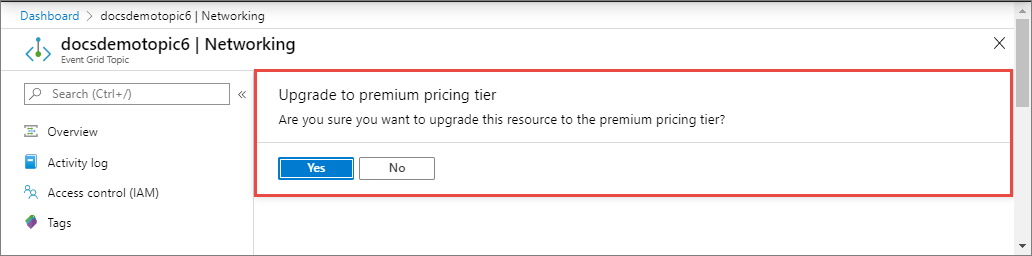 Dashboard > docsdemotopic6 | Networking
docsdemotopic6 | Networking
Event Grid Topic
Search (Ctrl+/)
Overview
Activity log
Access control (IAM)
Tags
Upgrade to premium pricing tier
Are you sure you want to upgrade this resource to the premium pricing tier?
Yes No